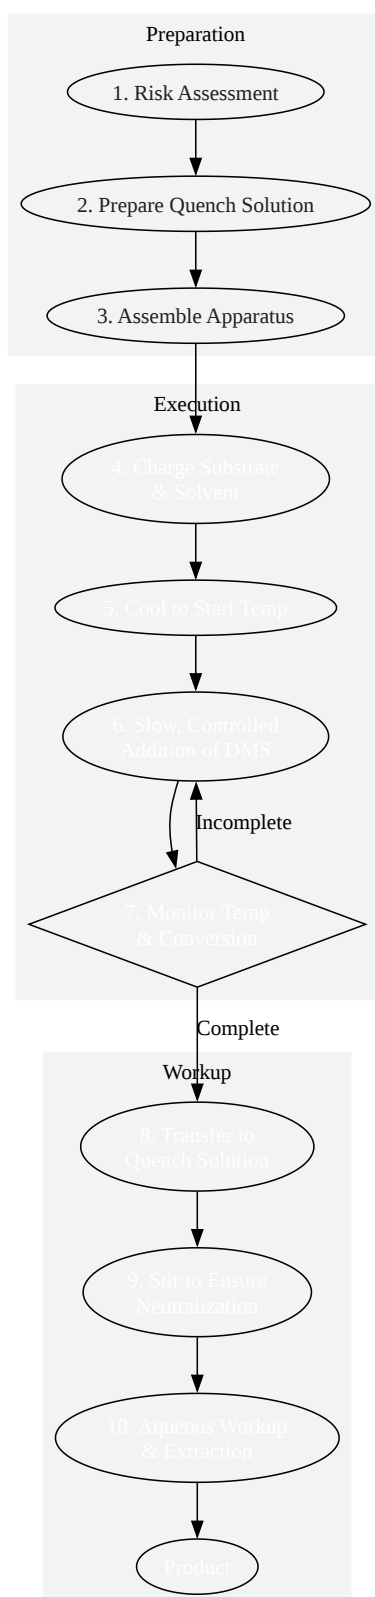 Preparation
1. Risk Assessment
2. Prepare Quench Solution
3. Assemble Apparatus
Execution
4. Charge Substrate
& Solvent
5. Cool to Start Temp
6. Slow, Controlled
Addition of DMS
Incomplete
7. Monitor Temp
& Conversion
Complete
Workup
8. Transfer to
Quench Solution
9. Stir to Ensure
Neutralization
10. Aqueous Workup
& Extraction
Product